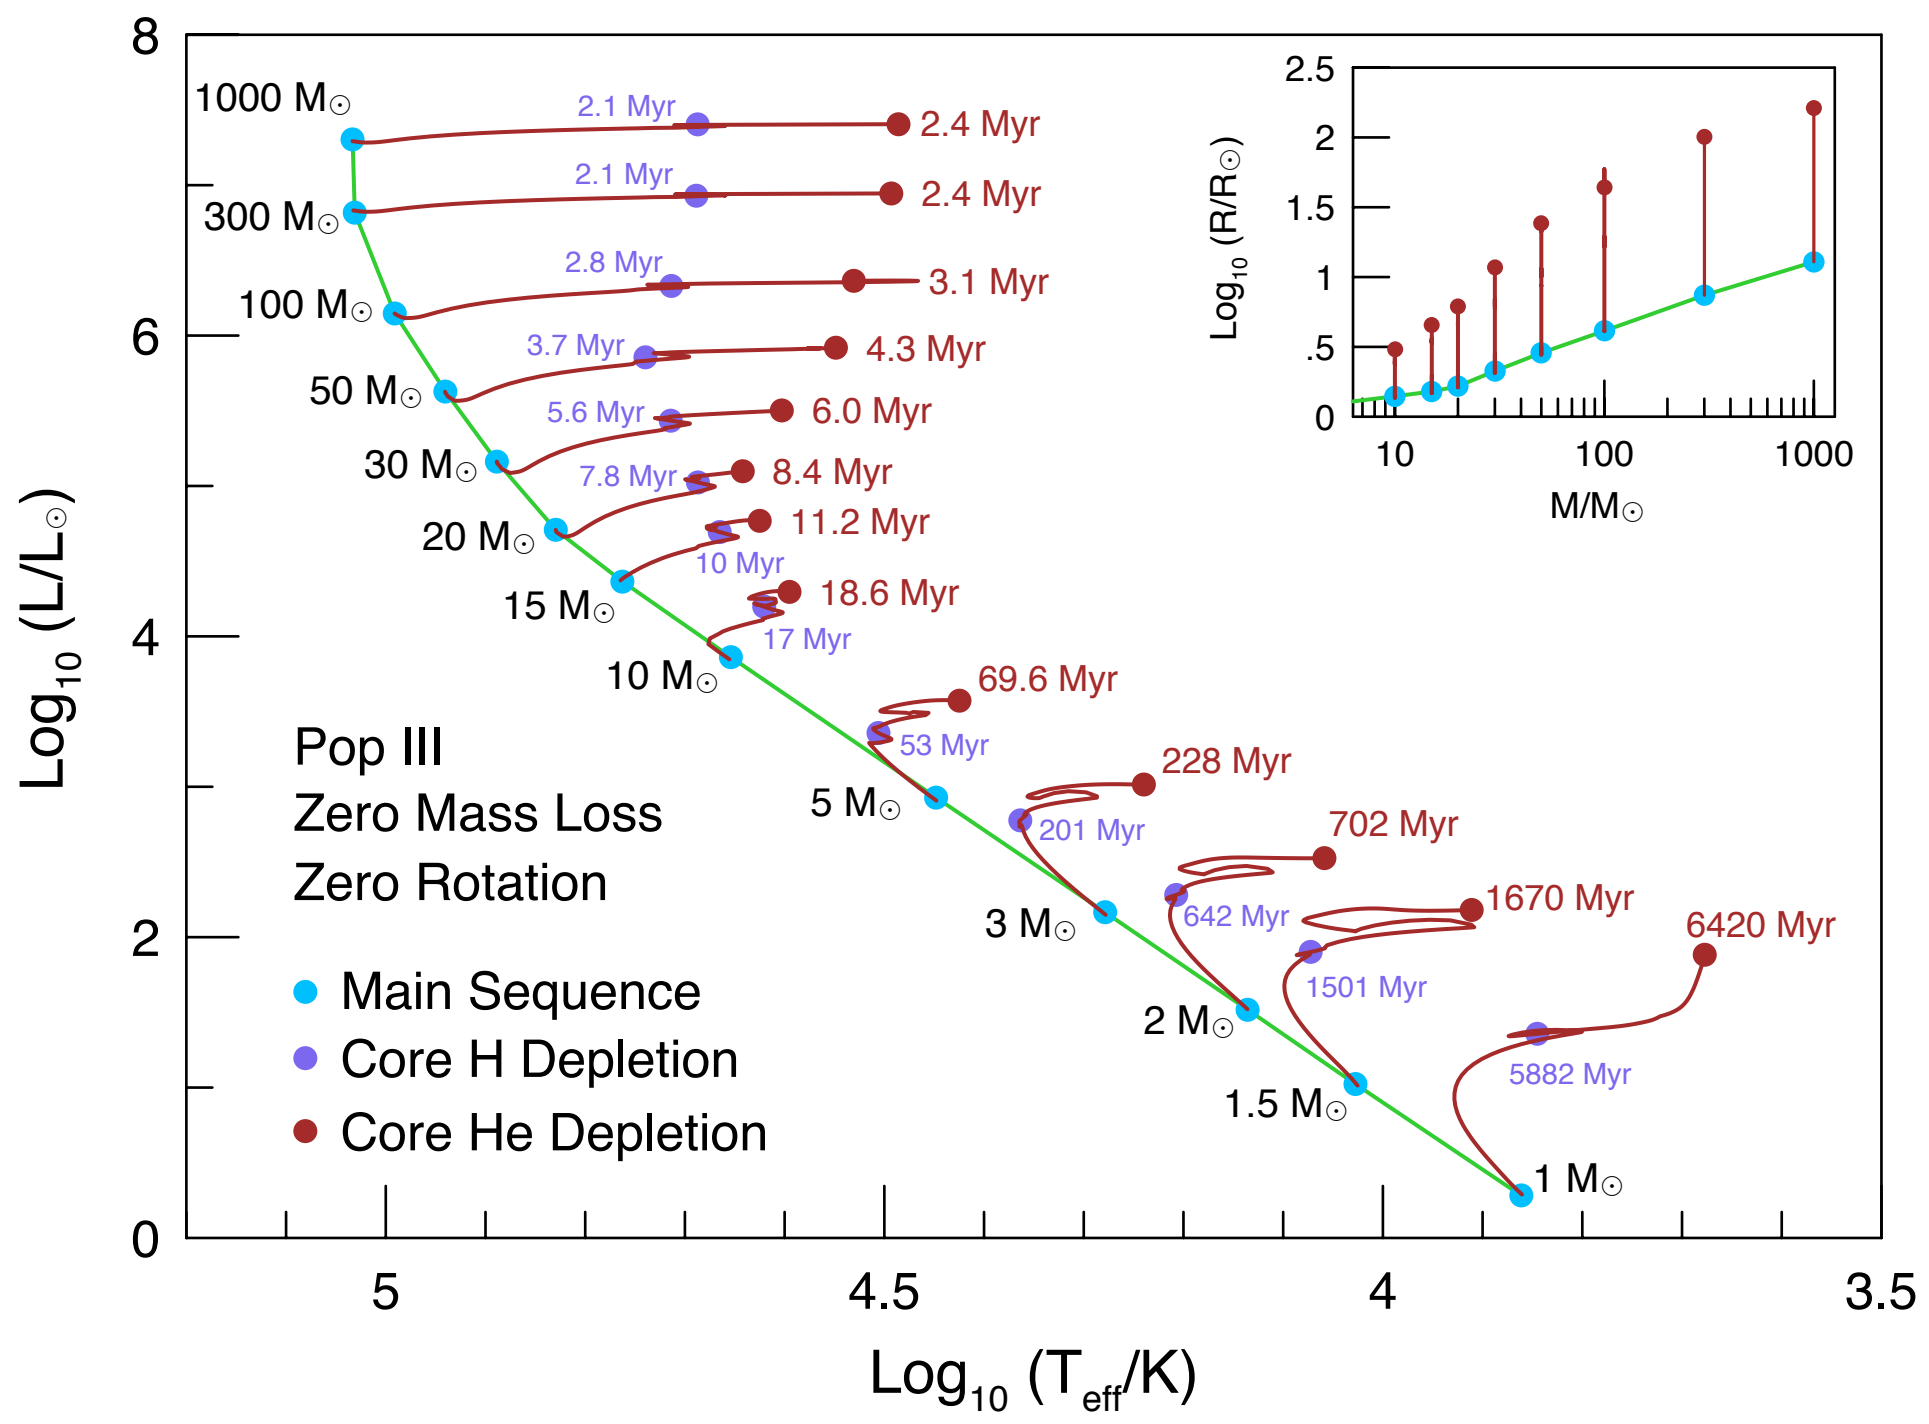 8
6
4
2
0
Log₁₀ (L/L☉)
5
4.5
4
3.5
Log₁₀ (T_eff/K)
1000 M☉
2.1 Myr
2.4 Myr
300 M☉
2.1 Myr
2.4 Myr
100 M☉
2.8 Myr
3.1 Myr
50 M☉
3.7 Myr
4.3 Myr
30 M☉
5.6 Myr
6.0 Myr
20 M☉
7.8 Myr
8.4 Myr
15 M☉
10 Myr
11.2 Myr
10 M☉
17 Myr
18.6 Myr
5 M☉
53 Myr
69.6 Myr
3 M☉
201 Myr
228 Myr
2 M☉
642 Myr
702 Myr
1.5 M☉
1501 Myr
1670 Myr
1 M☉
5882 Myr
6420 Myr
Pop III
Zero Mass Loss
Zero Rotation
Main Sequence
Core H Depletion
Core He Depletion
2.5
2
1.5
1
.5
0
Log₁₀ (R/R☉)
10
100
1000
M/M☉